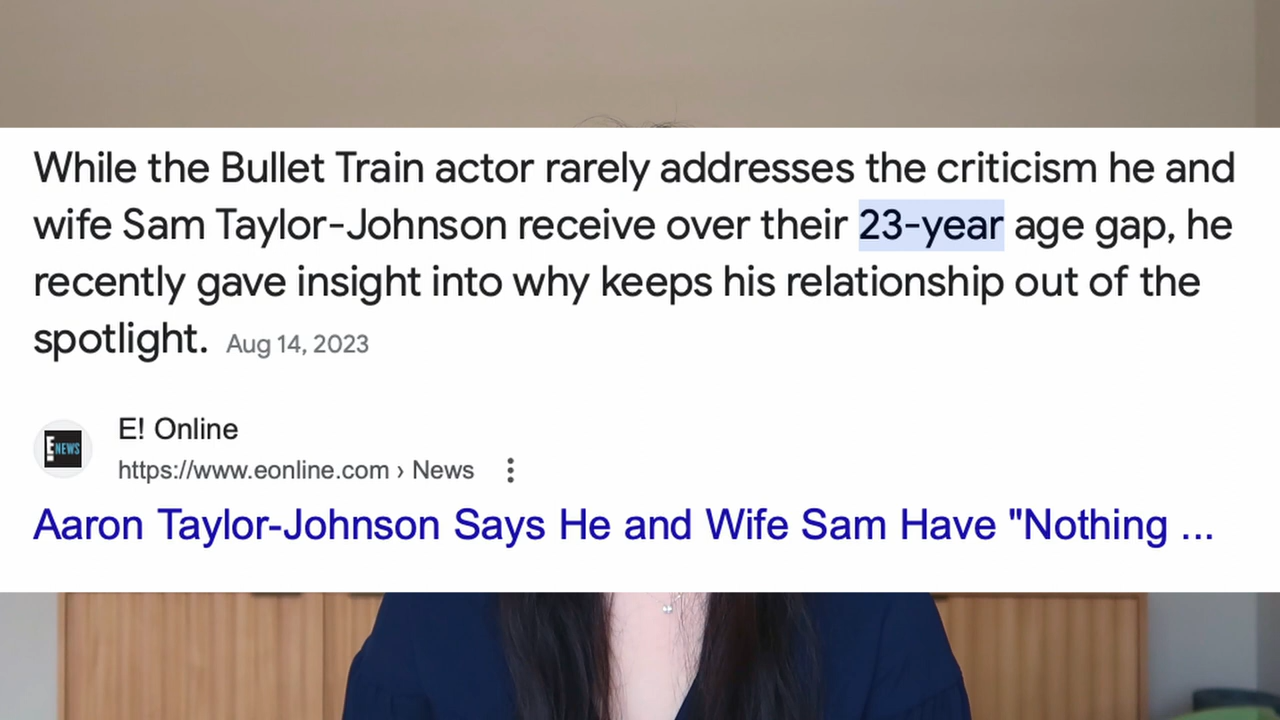 While the Bullet Train actor rarely addresses the criticism he and
wife Sam Taylor-Johnson receive over their 23-year age gap, he
recently gave insight into why keeps his relationship out of the
spotlight. Aug 14, 2023
E NEWS
E! Online
https://www.eonline.com › News
Aaron Taylor-Johnson Says He and Wife Sam Have "Nothing ...